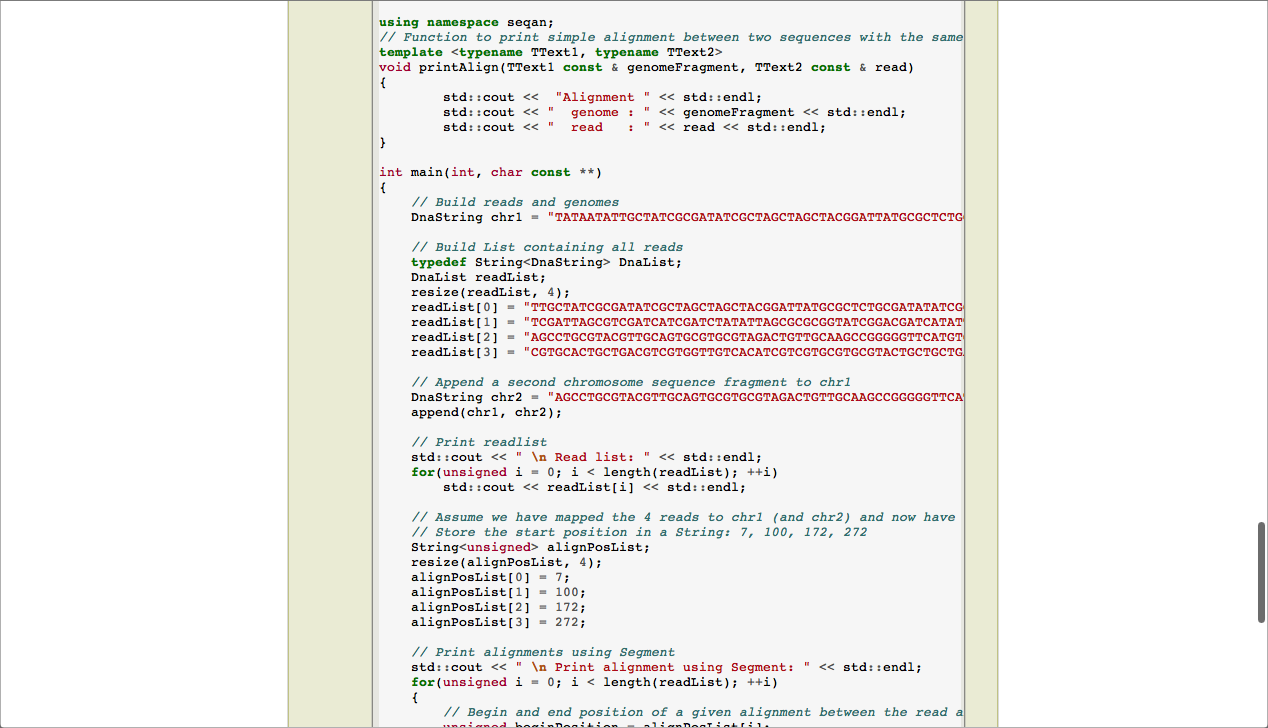 using namespace seqan;
// Function to print simple alignment between two sequences with the same
template <typename TText1, typename TText2>
void printAlign(TText1 const & genomeFragment, TText2 const & read)
{
        std::cout <<  "Alignment " << std::endl;
        std::cout << "  genome : " << genomeFragment << std::endl;
        std::cout << "  read   : " << read << std::endl;
}
int main(int, char const **)
{
    // Build reads and genomes
    DnaString chr1 = "TATAATATTGCTATCGCGATATCGCTAGCTAGCTACGGATTATGCGCTCTG
    // Build List containing all reads
    typedef String<DnaString> DnaList;
    DnaList readList;
    resize(readList, 4);
    readList[0] = "TTGCTATCGCGATATCGCTAGCTAGCTACGGATTATGCGCTCTGCGATATATCG
    readList[1] = "TCGATTAGCGTCGATCATCGATCTATATTAGCGCGCGGTATCGGACGATCATAT
    readList[2] = "AGCCTGCGTACGTTGCAGTGCGTGCGTAGACTGTTGCAAGCCGGGGGTTCATGT
    readList[3] = "CGTGCACTGCTGACGTCGTGGTTGTCACATCGTCGTGCGTGCGTACTGCTGCTG
    // Append a second chromosome sequence fragment to chr1
    DnaString chr2 = "AGCCTGCGTACGTTGCAGTGCGTGCGTAGACTGTTGCAAGCCGGGGGTTCA
    append(chr1, chr2);
    // Print readlist
    std::cout << " \n Read list: " << std::endl;
    for(unsigned i = 0; i < length(readList); ++i)
        std::cout << readList[i] << std::endl;
    // Assume we have mapped the 4 reads to chr1 (and chr2) and now have
    // Store the start position in a String: 7, 100, 172, 272
    String<unsigned> alignPosList;
    resize(alignPosList, 4);
    alignPosList[0] = 7;
    alignPosList[1] = 100;
    alignPosList[2] = 172;
    alignPosList[3] = 272;
    // Print alignments using Segment
    std::cout << " \n Print alignment using Segment: " << std::endl;
    for(unsigned i = 0; i < length(readList); ++i)
    {
        // Begin and end position of a given alignment between the read a
        unsigned beginPosition = alignPosList[i];